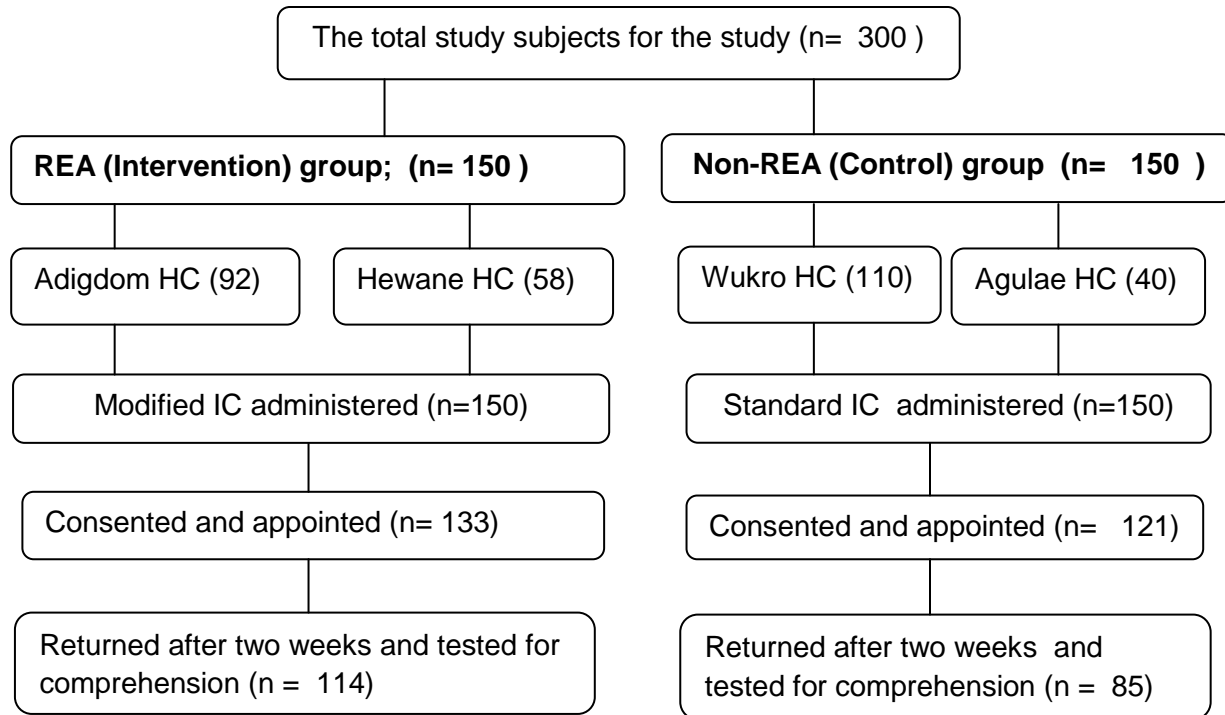 The total study subjects for the study (n= 300 )
REA (Intervention) group; (n= 150 )
Non-REA (Control) group (n= 150 )
Adigdom HC (92)
Hewane HC (58)
Wukro HC (110)
Agulae HC (40)
Modified IC administered (n=150)
Standard IC administered (n=150)
Consented and appointed (n= 133)
Consented and appointed (n= 121)
Returned after two weeks and tested for
comprehension (n = 114)
Returned after two weeks and
tested for comprehension (n = 85)